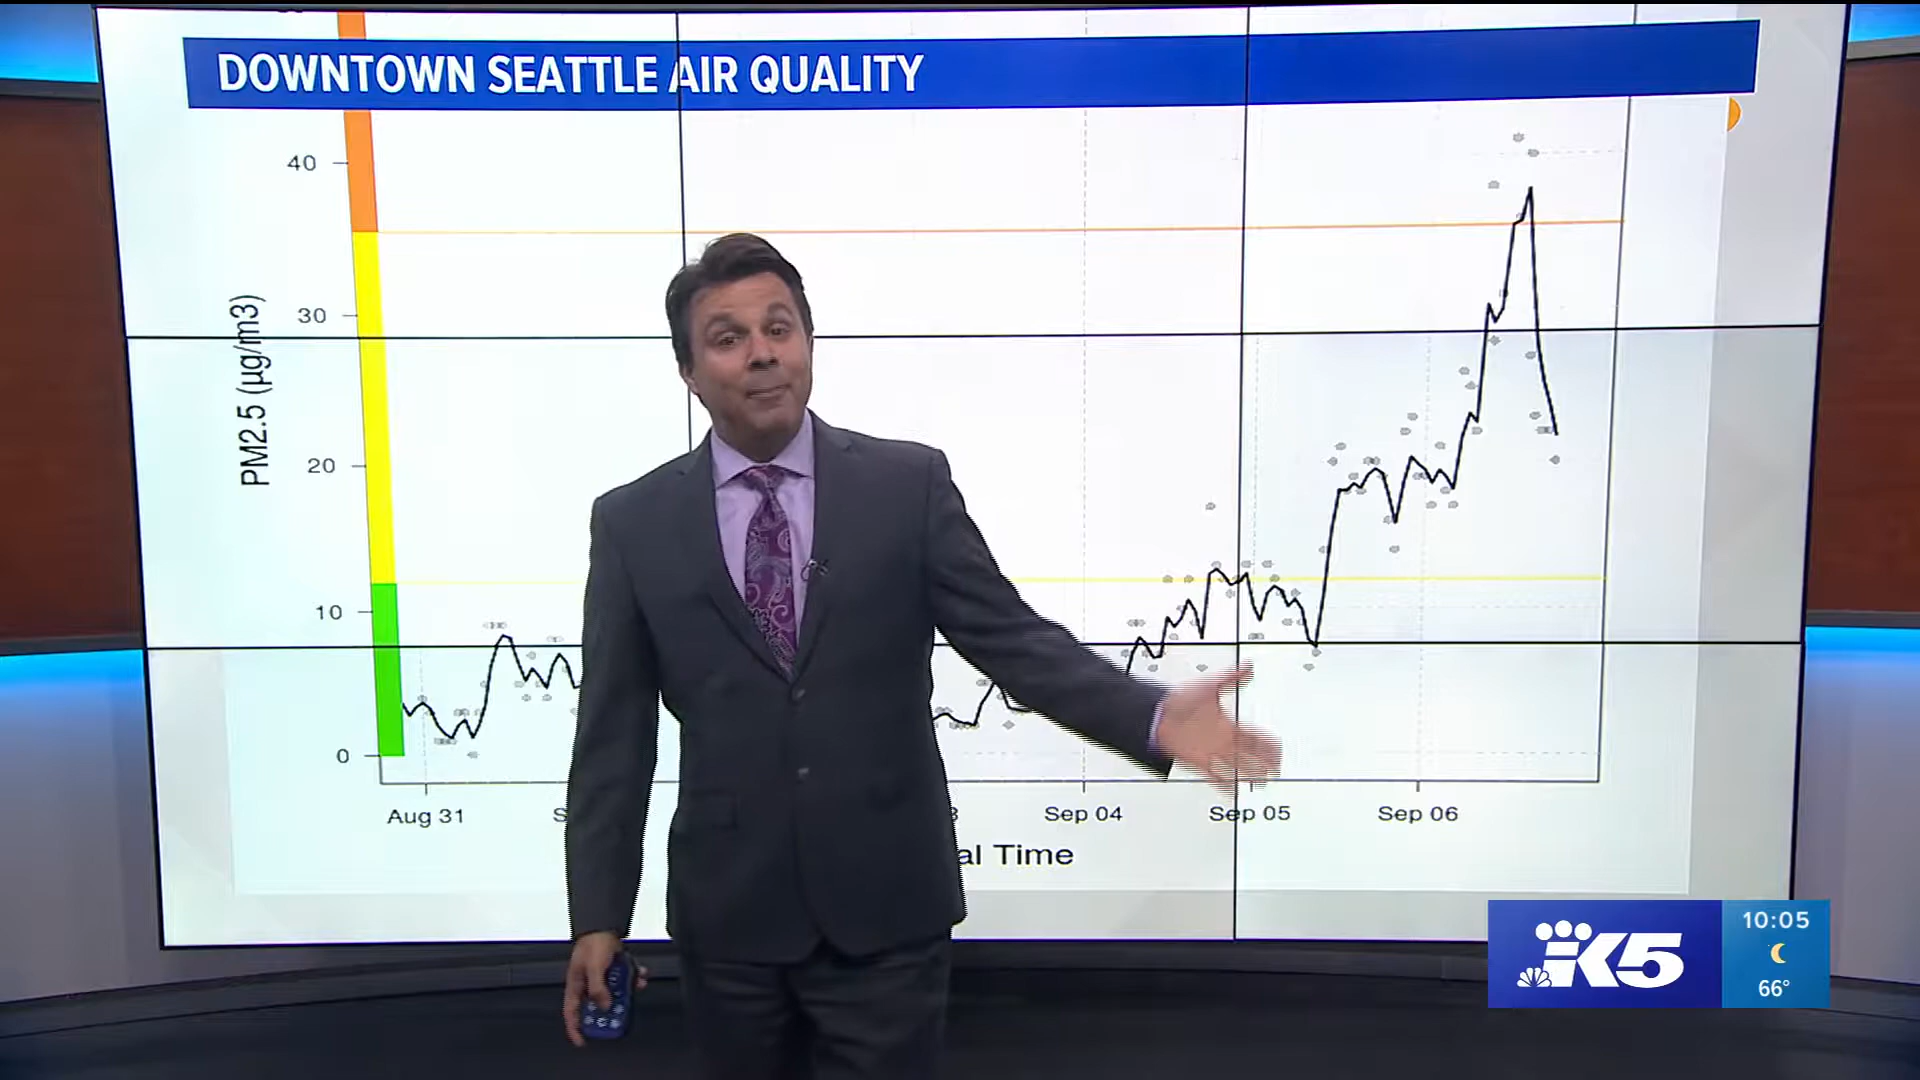 DOWNTOWN SEATTLE AIR QUALITY
40
30
20
10
0
PM2.5 (µg/m3)
Aug 31
S
3
Sep 04
Sep 05
Sep 06
al Time
K5
10:05
66°